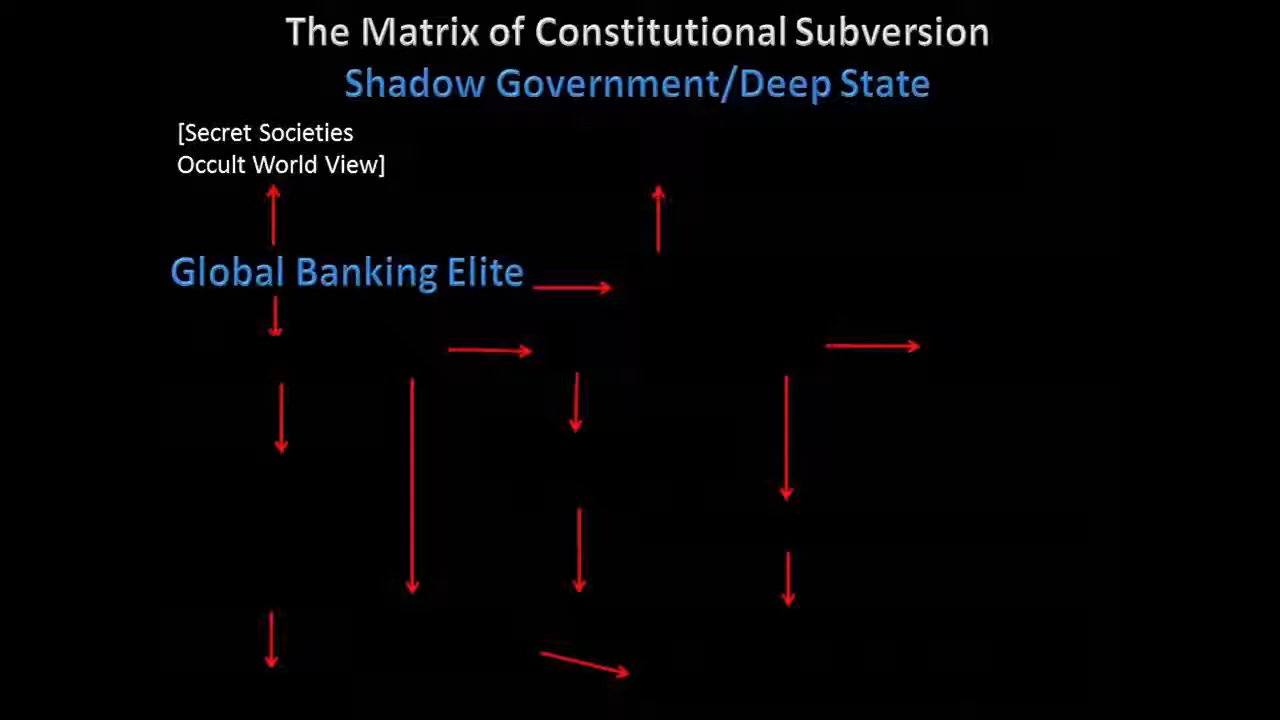 The Matrix of Constitutional Subversion
Shadow Government/Deep State
[Secret Societies
Occult World View]
Global Banking Elite